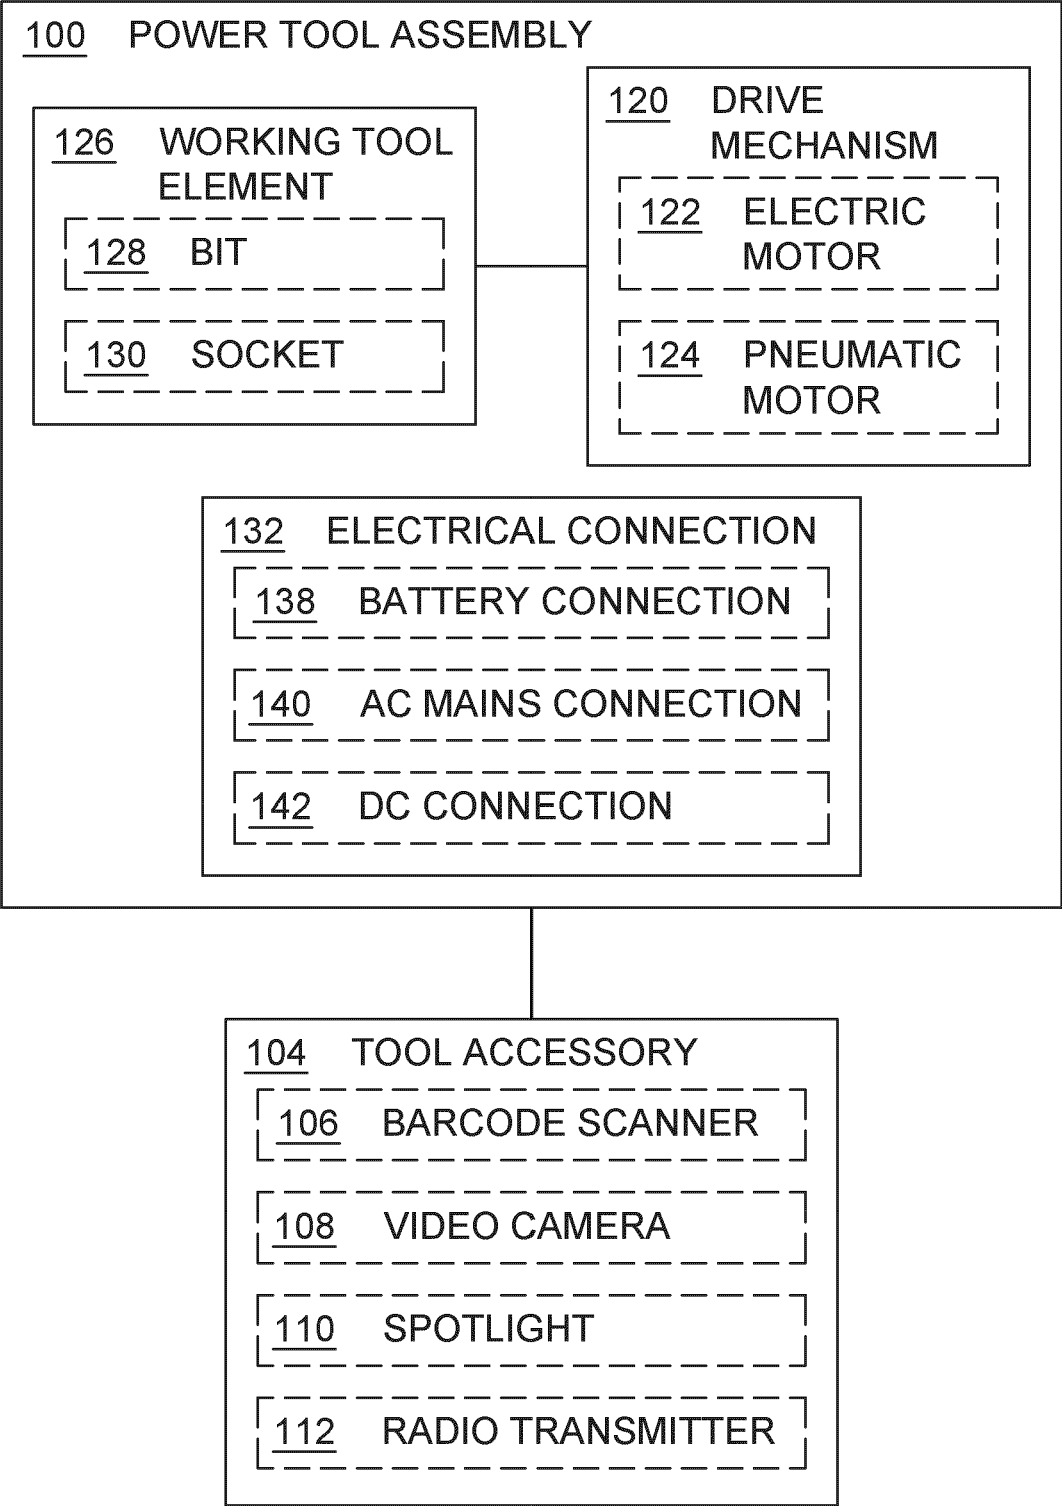 100 POWER TOOL ASSEMBLY
126 WORKING TOOL
ELEMENT
128 BIT
130 SOCKET
120 DRIVE
MECHANISM
122 ELECTRIC
MOTOR
124 PNEUMATIC
MOTOR
132 ELECTRICAL CONNECTION
138 BATTERY CONNECTION
140 AC MAINS CONNECTION
142 DC CONNECTION
104 TOOL ACCESSORY
106 BARCODE SCANNER
108 VIDEO CAMERA
110 SPOTLIGHT
112 RADIO TRANSMITTER